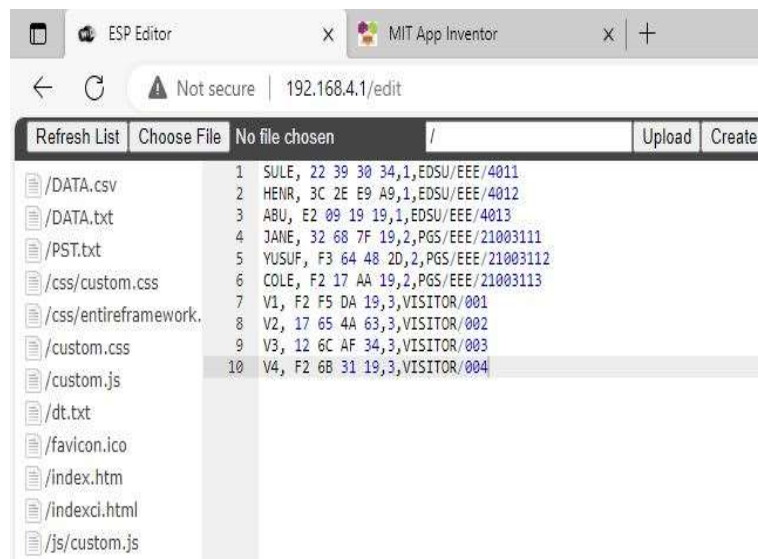 ESP Editor
MIT App Inventor
Not secure | 192.168.4.1/edit
Refresh List Choose File No file chosen / Upload Create
/DATA.csv
/DATA.txt
/PST.txt
/css/custom.css
/css/entireframework.
/custom.css
/custom.js
/dt.txt
/favicon.ico
/index.htm
/indexci.html
/js/custom.js
1 SULE, 22 39 30 34,1,EDSU/EEE/4011
2 HENR, 3C 2E E9 A9,1,EDSU/EEE/4012
3 ABU, E2 09 19 19,1,EDSU/EEE/4013
4 JANE, 32 68 7F 19,2,PGS/EEE/21003111
5 YUSUF, F3 64 48 2D,2,PGS/EEE/21003112
6 COLE, F2 17 AA 19,2,PGS/EEE/21003113
7 V1, F2 F5 DA 19,3,VISITOR/001
8 V2, 17 65 4A 63,3,VISITOR/002
9 V3, 12 6C AF 34,3,VISITOR/003
10 V4, F2 6B 31 19,3,VISITOR/004